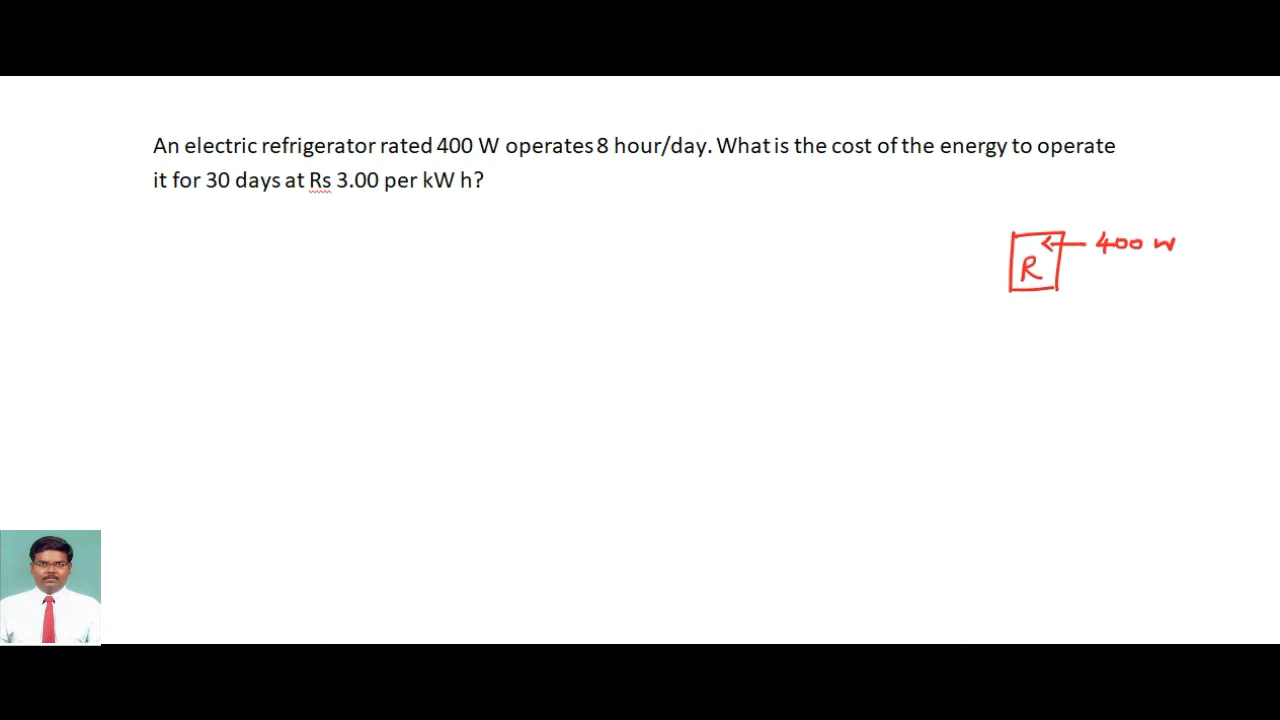 An electric refrigerator rated 400 W operates 8 hour/day. What is the cost of the energy to operate
it for 30 days at Rs 3.00 per kW h?
400 W
R